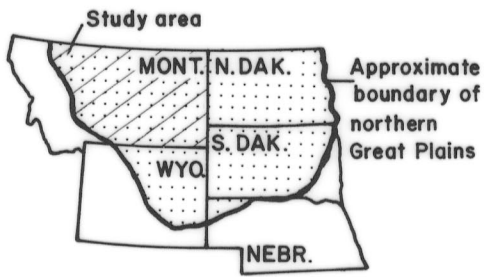 Study area
MONT.
N. DAK.
Approximate
boundary of
northern
Great Plains
S. DAK.
WYO.
NEBR.